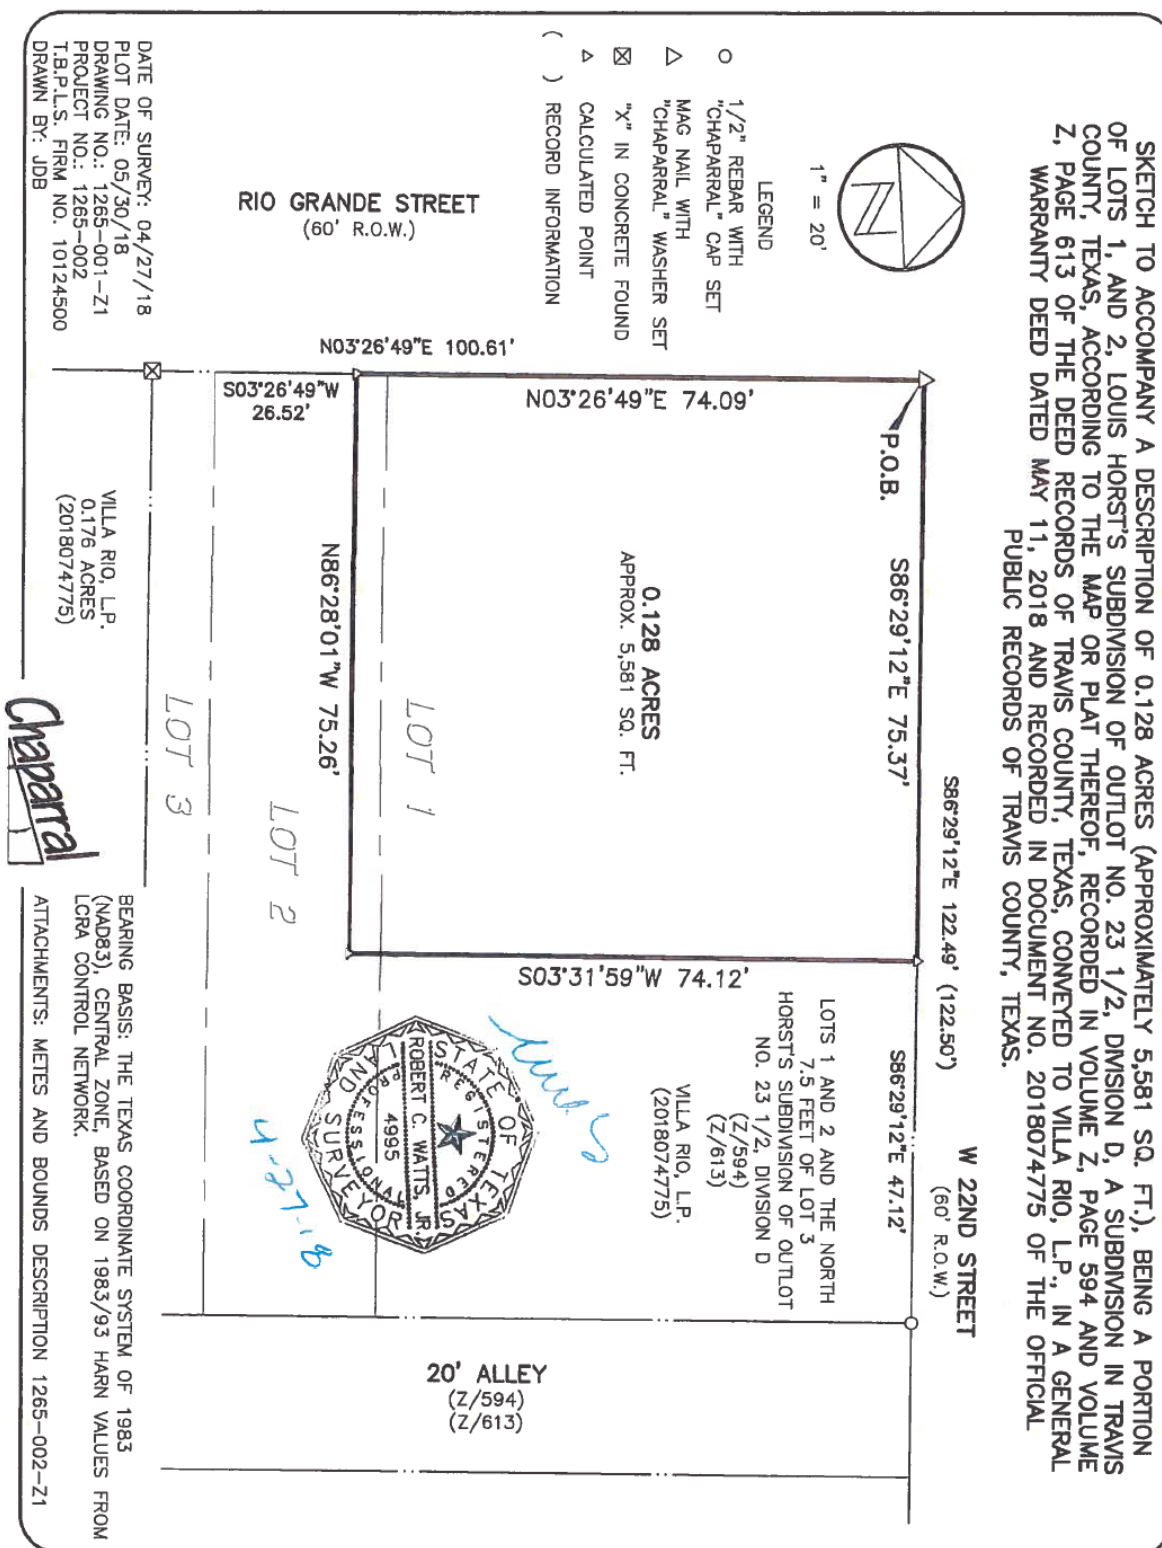 SKETCH TO ACCOMPANY A DESCRIPTION OF 0.128 ACRES (APPROXIMATELY 5,581 SQ. FT.), BEING A PORTION
OF LOTS 1, AND 2, LOUIS HORST'S SUBDIVISION OF OUTLOT NO. 23 1/2, DIVISION D, A SUBDIVISION IN TRAVIS
COUNTY, TEXAS, ACCORDING TO THE MAP OR PLAT THEREOF, RECORDED IN VOLUME Z, PAGE 594 AND VOLUME
Z, PAGE 613 OF THE DEED RECORDS OF TRAVIS COUNTY, TEXAS, CONVEYED TO VILLA RIO, L.P., IN A GENERAL
WARRANTY DEED DATED MAY 11, 2018 AND RECORDED IN DOCUMENT NO. 2018074775 OF THE OFFICIAL
PUBLIC RECORDS OF TRAVIS COUNTY, TEXAS.
N
1" = 20'
LEGEND
1/2" REBAR WITH
"CHAPARRAL" CAP SET
MAG NAIL WITH
"CHAPARRAL" WASHER SET
"X" IN CONCRETE FOUND
CALCULATED POINT
( ) RECORD INFORMATION
W 22ND STREET
(60' R.O.W.)
S86°29'12"E 122.49' (122.50')
S86°29'12"E 75.37'
S86°29'12"E 47.12'
P.O.B.
RIO GRANDE STREET
(60' R.O.W.)
N03°26'49"E 100.61'
N03°26'49"E 74.09'
S03°26'49"W
26.52'
0.128 ACRES
APPROX. 5,581 SQ. FT.
S03°31'59"W 74.12'
N86°28'01"W 75.26'
LOT 1
LOT 2
LOT 3
LOTS 1 AND 2 AND THE NORTH
7.5 FEET OF LOT 3
HORST'S SUBDIVISION OF OUTLOT
NO. 23 1/2, DIVISION D
(Z/594)
(Z/613)
VILLA RIO, L.P.
(2018074775)
20' ALLEY
(Z/594)
(Z/613)
VILLA RIO, L.P.
0.176 ACRES
(2018074775)
STATE OF TEXAS
REGISTERED
ROBERT C. WATTS, JR.
4995
PROFESSIONAL
LAND SURVEYOR
4-27-18
DATE OF SURVEY: 04/27/18
PLOT DATE: 05/30/18
DRAWING NO.: 1265-001-Z1
PROJECT NO.: 1265-002
T.B.P.L.S. FIRM NO. 10124500
DRAWN BY: JDB
Chaparral
BEARING BASIS: THE TEXAS COORDINATE SYSTEM OF 1983
(NAD83), CENTRAL ZONE, BASED ON 1983/93 HARN VALUES FROM
LCRA CONTROL NETWORK.
ATTACHMENTS: METES AND BOUNDS DESCRIPTION 1265-002-Z1